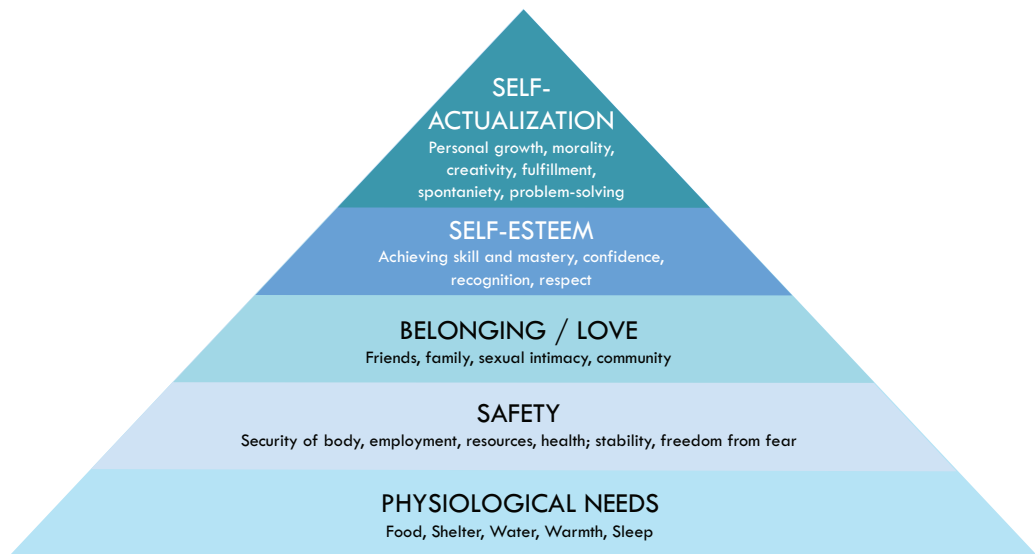 SELF-
ACTUALIZATION
Personal growth, morality,
creativity, fulfillment,
spontaniety, problem-solving
SELF-ESTEEM
Achieving skill and mastery, confidence,
recognition, respect
BELONGING / LOVE
Friends, family, sexual intimacy, community
SAFETY
Security of body, employment, resources, health; stability, freedom from fear
PHYSIOLOGICAL NEEDS
Food, Shelter, Water, Warmth, Sleep